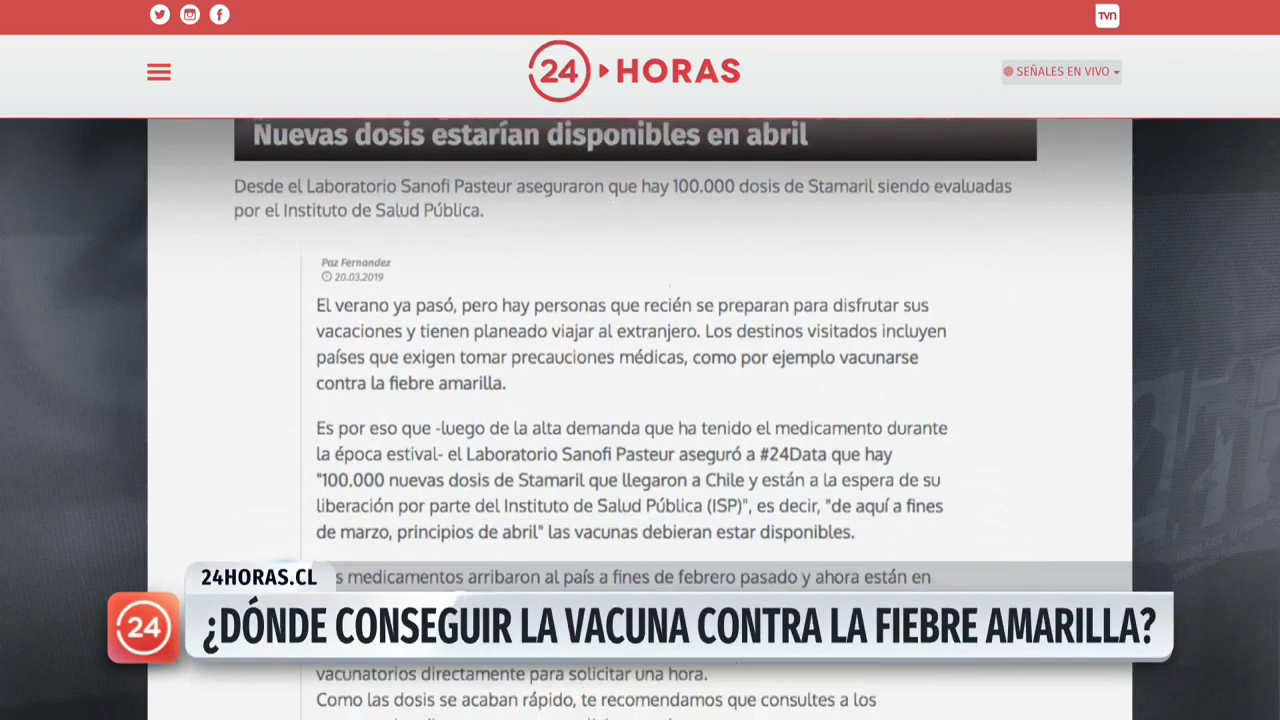 TVN
24 HORAS
SEÑALES EN VIVO
Nuevas dosis estarían disponibles en abril
Desde el Laboratorio Sanofi Pasteur aseguraron que hay 100.000 dosis de Stamaril siendo evaluadas
por el Instituto de Salud Pública.
Paz Fernandez
20.03.2019
El verano ya pasó, pero hay personas que recién se preparan para disfrutar sus
vacaciones y tienen planeado viajar al extranjero. Los destinos visitados incluyen
países que exigen tomar precauciones médicas, como por ejemplo vacunarse
contra la fiebre amarilla.
Es por eso que -luego de la alta demanda que ha tenido el medicamento durante
la época estival- el Laboratorio Sanofi Pasteur aseguró a #24Data que hay
"100.000 nuevas dosis de Stamaril que llegaron a Chile y están a la espera de su
liberación por parte del Instituto de Salud Pública (ISP)", es decir, "de aquí a fines
de marzo, principios de abril" las vacunas debieran estar disponibles.
24HORAS.CL
s medicamentos arribaron al país a fines de febrero pasado y ahora están en
24
¿DÓNDE CONSEGUIR LA VACUNA CONTRA LA FIEBRE AMARILLA?
vacunatorios directamente para solicitar una hora.
Como las dosis se acaban rápido, te recomendamos que consultes a los